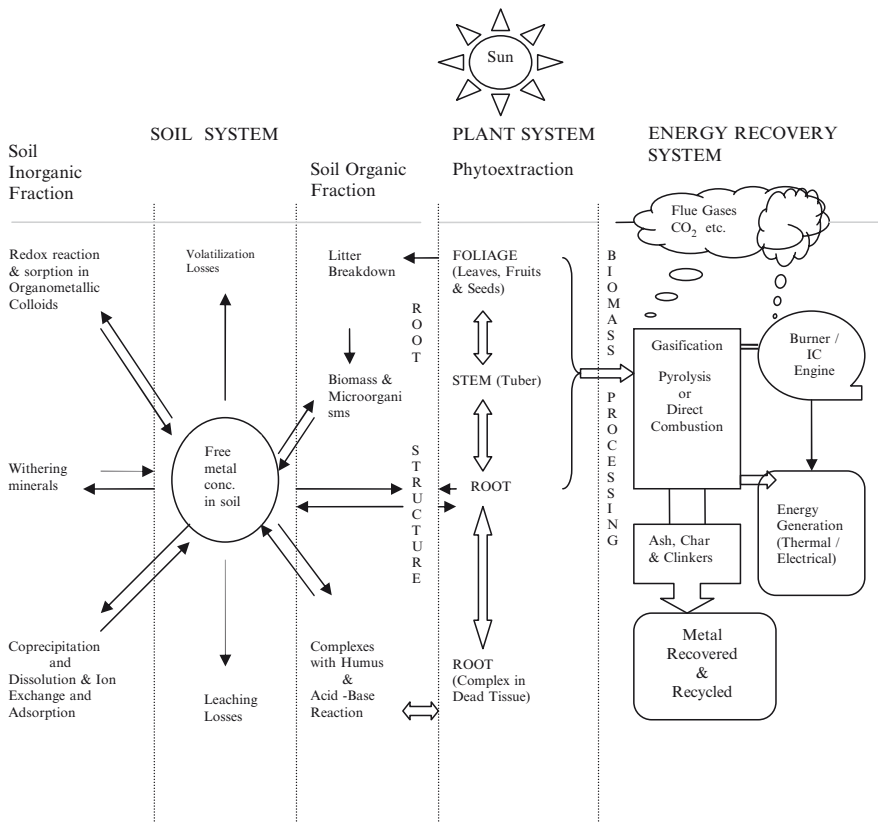 Sun
SOIL SYSTEM
PLANT SYSTEM
ENERGY RECOVERY
SYSTEM
Soil
Inorganic
Fraction
Soil Organic
Fraction
Phytoextraction
Redox reaction
& sorption in
Organometallic
Colloids
Withering
minerals
Coprecipitation
and
Dissolution & Ion
Exchange and
Adsorption
Volatilization
Losses
Free
metal
conc.
in soil
Leaching
Losses
Litter
Breakdown
Biomass &
Microorgani
sms
Complexes
with Humus
&
Acid -Base
Reaction
ROOT STRUCTURE
FOLIAGE
(Leaves, Fruits
& Seeds)
STEM (Tuber)
ROOT
ROOT
(Complex in
Dead Tissue)
BIOMASS PROCESSING
Flue Gases
CO2 etc.
Gasification
Pyrolysis
or
Direct
Combustion
Burner /
IC
Engine
Ash, Char
& Clinkers
Energy
Generation
(Thermal /
Electrical)
Metal
Recovered
&
Recycled